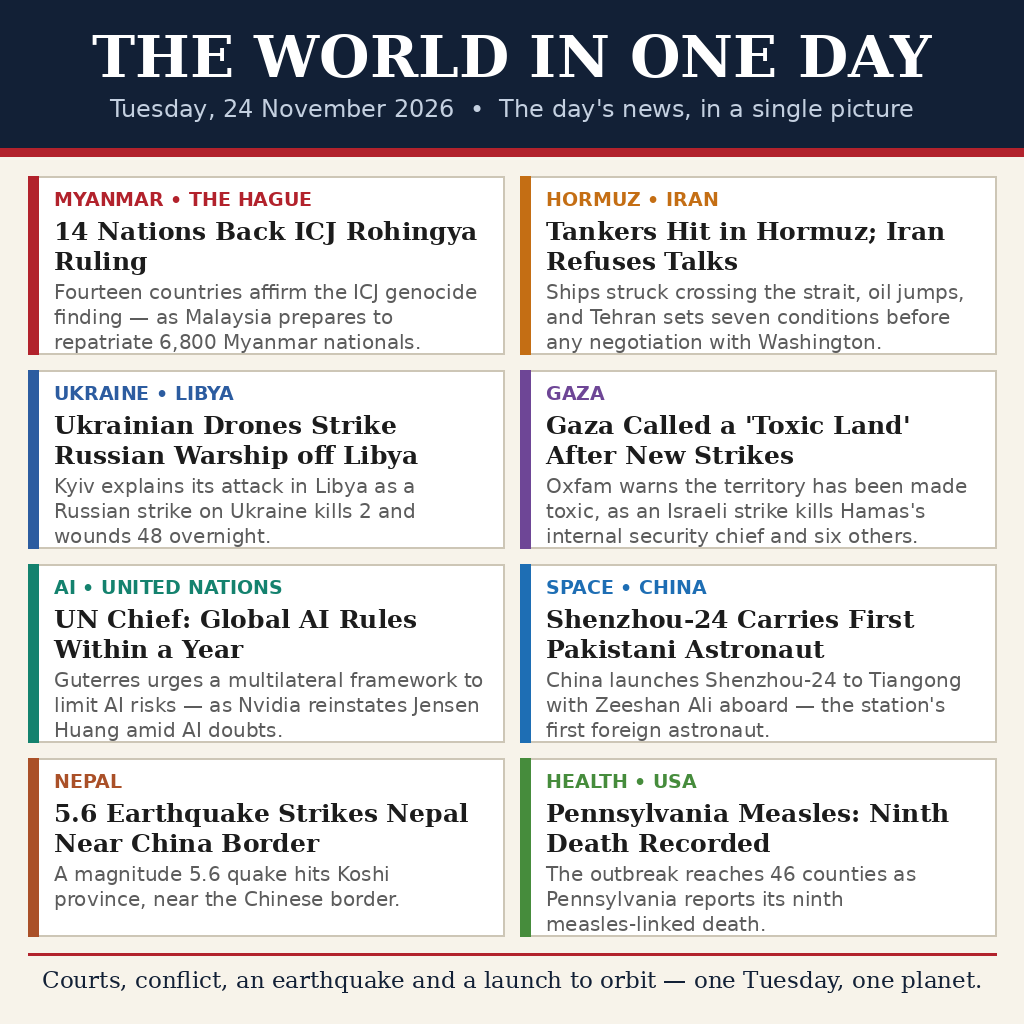 THE WORLD IN ONE DAY
Tuesday, 24 November 2026 • The day's news, in a single picture
MYANMAR • THE HAGUE
14 Nations Back ICJ Rohingya
Ruling
Fourteen countries affirm the ICJ genocide
finding — as Malaysia prepares to
repatriate 6,800 Myanmar nationals.
HORMUZ • IRAN
Tankers Hit in Hormuz; Iran
Refuses Talks
Ships struck crossing the strait, oil jumps,
and Tehran sets seven conditions before
any negotiation with Washington.
UKRAINE • LIBYA
Ukrainian Drones Strike
Russian Warship off Libya
Kyiv explains its attack in Libya as a
Russian strike on Ukraine kills 2 and
wounds 48 overnight.
GAZA
Gaza Called a 'Toxic Land'
After New Strikes
Oxfam warns the territory has been made
toxic, as an Israeli strike kills Hamas's
internal security chief and six others.
AI • UNITED NATIONS
UN Chief: Global AI Rules
Within a Year
Guterres urges a multilateral framework to
limit AI risks — as Nvidia reinstates Jensen
Huang amid AI doubts.
SPACE • CHINA
Shenzhou-24 Carries First
Pakistani Astronaut
China launches Shenzhou-24 to Tiangong
with Zeeshan Ali aboard — the station's
first foreign astronaut.
NEPAL
5.6 Earthquake Strikes Nepal
Near China Border
A magnitude 5.6 quake hits Koshi
province, near the Chinese border.
HEALTH • USA
Pennsylvania Measles: Ninth
Death Recorded
The outbreak reaches 46 counties as
Pennsylvania reports its ninth
measles-linked death.
Courts, conflict, an earthquake and a launch to orbit — one Tuesday, one planet.